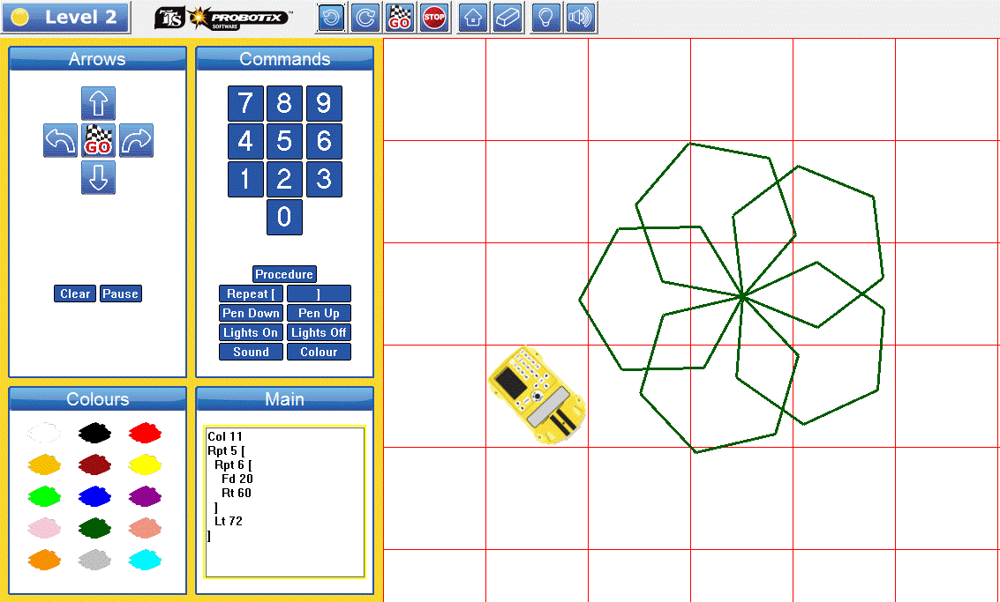 Level 2
TTS PROBOTIX™
SOFTWARE
GO
STOP
Arrows
GO
Clear Pause
Commands
7 8 9
4 5 6
1 2 3
0
Procedure
Repeat [ ]
Pen Down Pen Up
Lights On Lights Off
Sound Colour
Colours
Main
Col 11
Rpt 5 [
Rpt 6 [
Fd 20
Rt 60
]
Lt 72
]